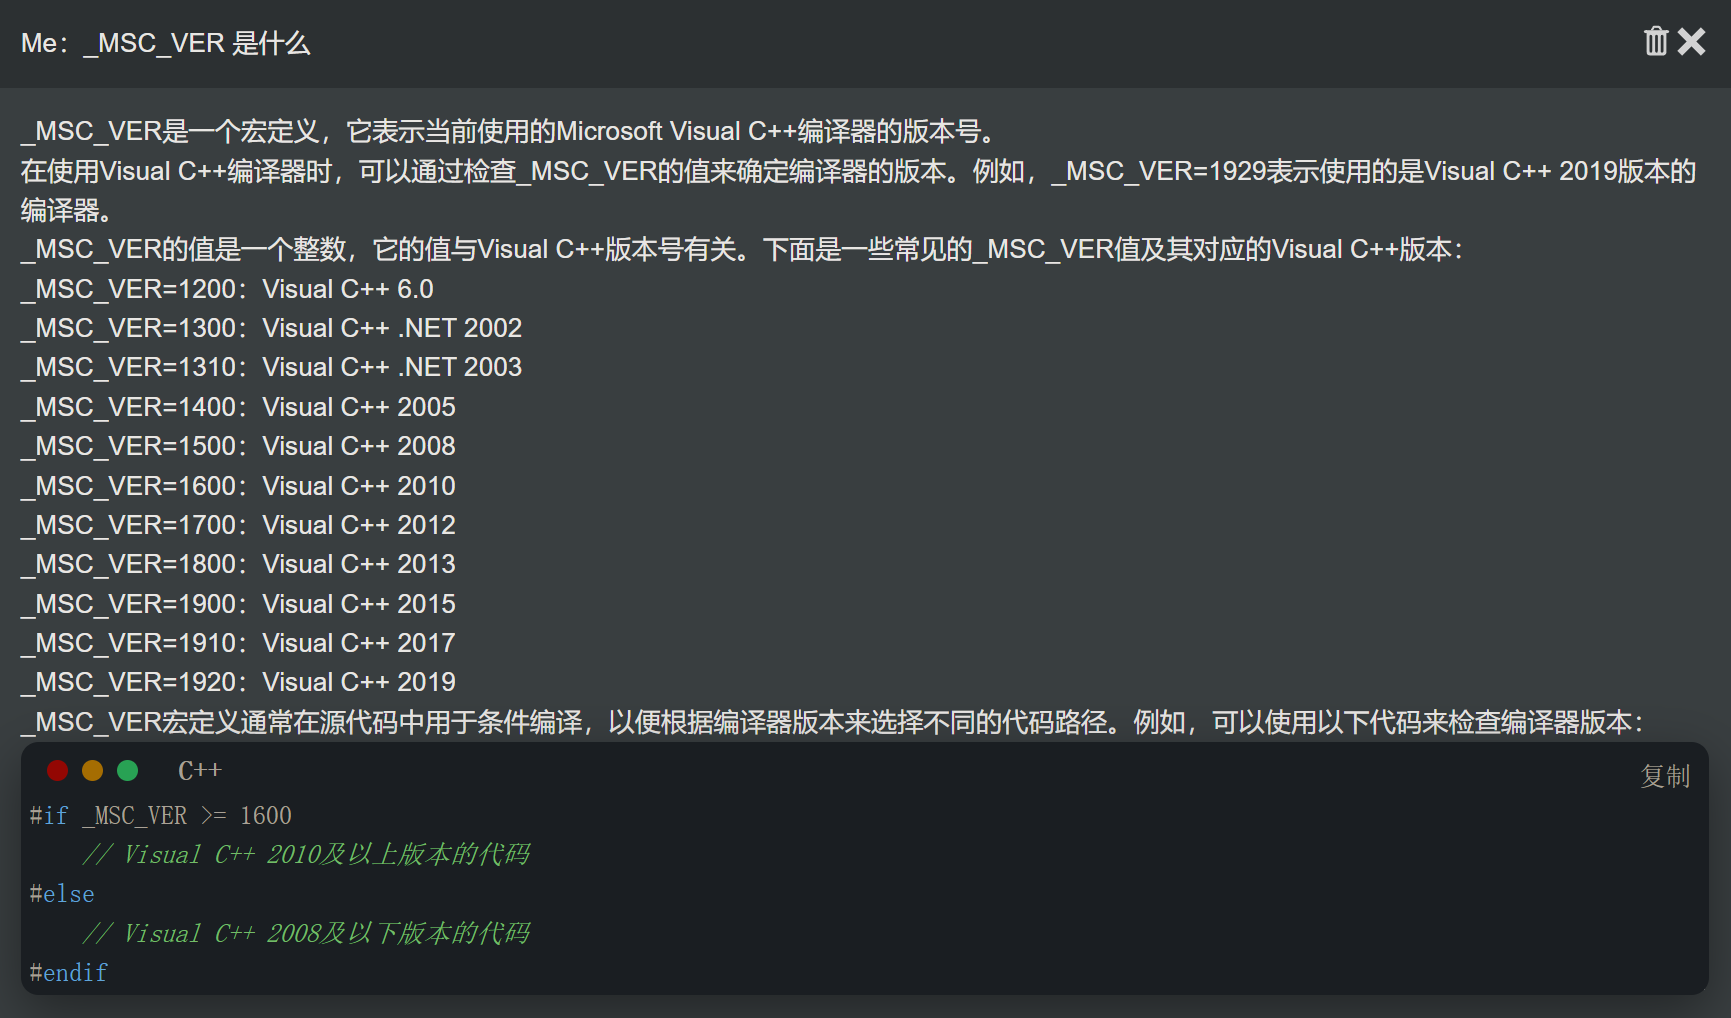 Me：_MSC_VER 是什么
_MSC_VER是一个宏定义，它表示当前使用的Microsoft Visual C++编译器的版本号。
在使用Visual C++编译器时，可以通过检查_MSC_VER的值来确定编译器的版本。例如，_MSC_VER=1929表示使用的是Visual C++ 2019版本的
编译器。
_MSC_VER的值是一个整数，它的值与Visual C++版本号有关。下面是一些常见的_MSC_VER值及其对应的Visual C++版本：
_MSC_VER=1200：Visual C++ 6.0
_MSC_VER=1300：Visual C++ .NET 2002
_MSC_VER=1310：Visual C++ .NET 2003
_MSC_VER=1400：Visual C++ 2005
_MSC_VER=1500：Visual C++ 2008
_MSC_VER=1600：Visual C++ 2010
_MSC_VER=1700：Visual C++ 2012
_MSC_VER=1800：Visual C++ 2013
_MSC_VER=1900：Visual C++ 2015
_MSC_VER=1910：Visual C++ 2017
_MSC_VER=1920：Visual C++ 2019
_MSC_VER宏定义通常在源代码中用于条件编译，以便根据编译器版本来选择不同的代码路径。例如，可以使用以下代码来检查编译器版本：
C++
复制
#if _MSC_VER >= 1600
    // Visual C++ 2010及以上版本的代码
#else
    // Visual C++ 2008及以下版本的代码
#endif